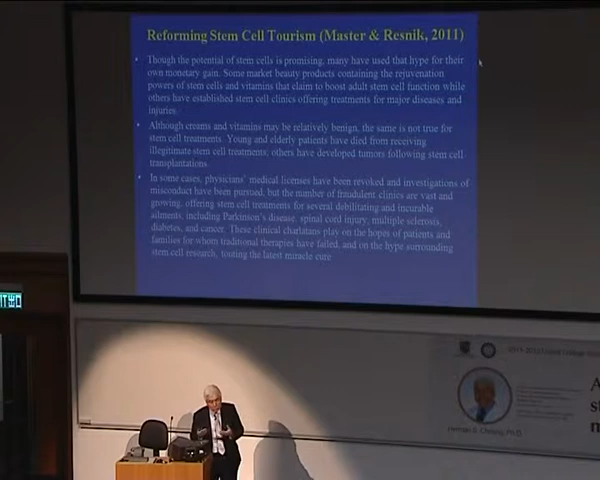 Reforming Stem Cell Tourism (Master & Resnik, 2011)
Though the potential of stem cells is promising, many have used that hype for their
own monetary gain. Some market beauty products containing the rejuvenation
powers of stem cells and vitamins that claim to boost adult stem cell function while
others have established stem cell clinics offering treatments for major diseases and
injuries.
Although creams and vitamins may be relatively benign, the same is not true for
stem cell treatments. Young and elderly patients have died from receiving
illegitimate stem cell treatments; others have developed tumors following stem cell
transplantations
In some cases, physicians' medical licenses have been revoked and investigations of
misconduct have been pursued, but the number of fraudulent clinics are vast and
growing, offering stem cell treatments for several debilitating and incurable
ailments, including Parkinson's disease, spinal cord injury, multiple sclerosis,
diabetes, and cancer. These clinical charlatans play on the hopes of patients and
families for whom traditional therapies have failed, and on the hype surrounding
stem cell research, touting the latest miracle cure